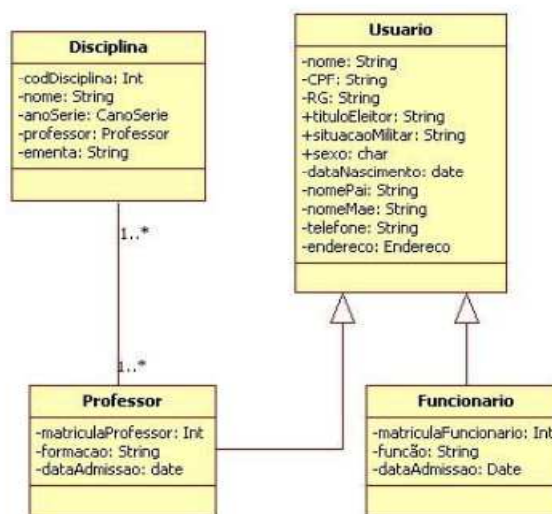 Disciplina
-codDisciplina: Int
-nome: String
-anoSerie: CanoSerie
-professor: Professor
-ementa: String
Usuario
-nome: String
-CPF: String
-RG: String
+tituloEleitor: String
+situacaoMilitar: String
+sexo: char
-dataNascimento: date
-nomePai: String
-nomeMae: String
-telefone: String
-endereco: Endereco
1..*
1..*
Professor
-matriculaProfessor: Int
-formacao: String
-dataAdmissao: date
Funcionario
-matriculaFuncionario: Int
-funcão: String
-dataAdmissao: Date